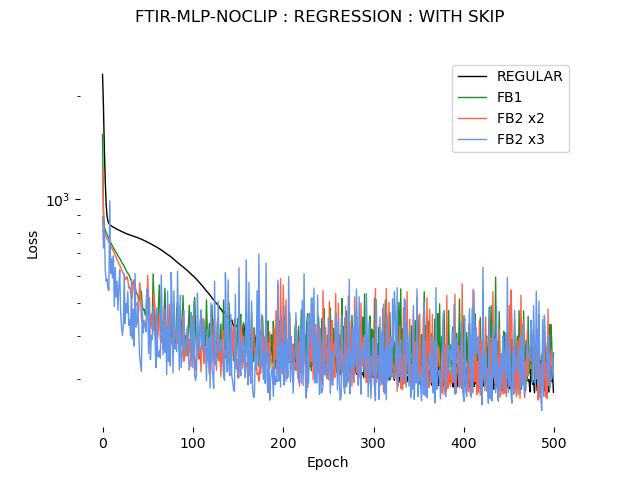 FTIR-MLP-NOCLIP : REGRESSION : WITH SKIP
REGULAR
FB1
FB2 x2
FB2 x3
10³
Loss
0 100 200 300 400 500
Epoch